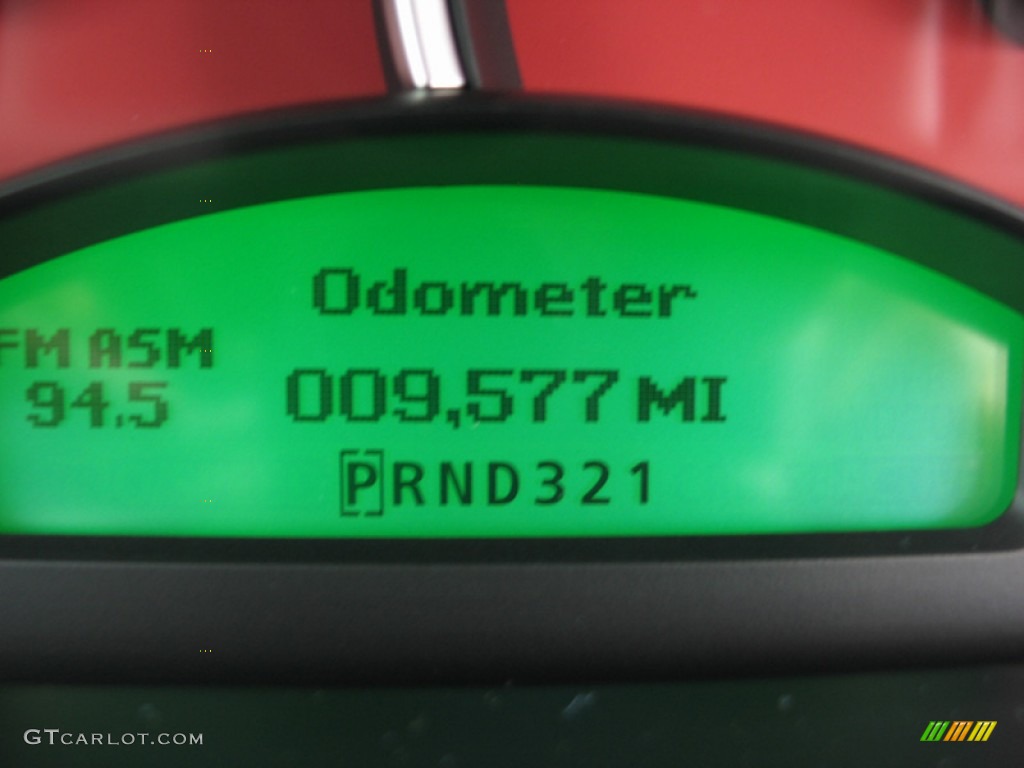 Odometer
FM ASM
94.5
009,577 MI
PRND321
GTCARLOT.COM